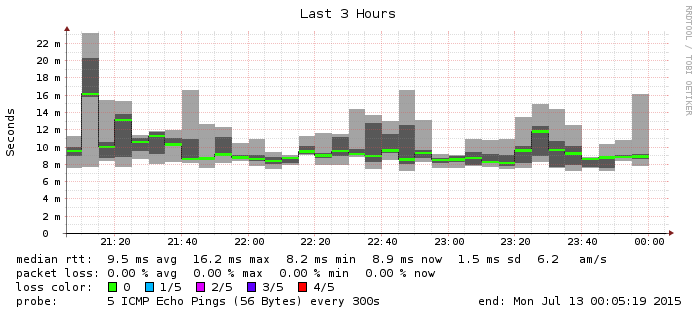 Last 3 Hours
RRDTOOL / TOBI OETIKER
Seconds
22 m
20 m
18 m
16 m
14 m
12 m
10 m
8 m
6 m
4 m
2 m
0
21:20 21:40 22:00 22:20 22:40 23:00 23:20 23:40 00:00
median rtt: 9.5 ms avg 16.2 ms max 8.2 ms min 8.9 ms now 1.5 ms sd 6.2 am/s
packet loss: 0.00 % avg 0.00 % max 0.00 % min 0.00 % now
loss color: 0 1/5 2/5 3/5 4/5
probe: 5 ICMP Echo Pings (56 Bytes) every 300s end: Mon Jul 13 00:05:19 2015